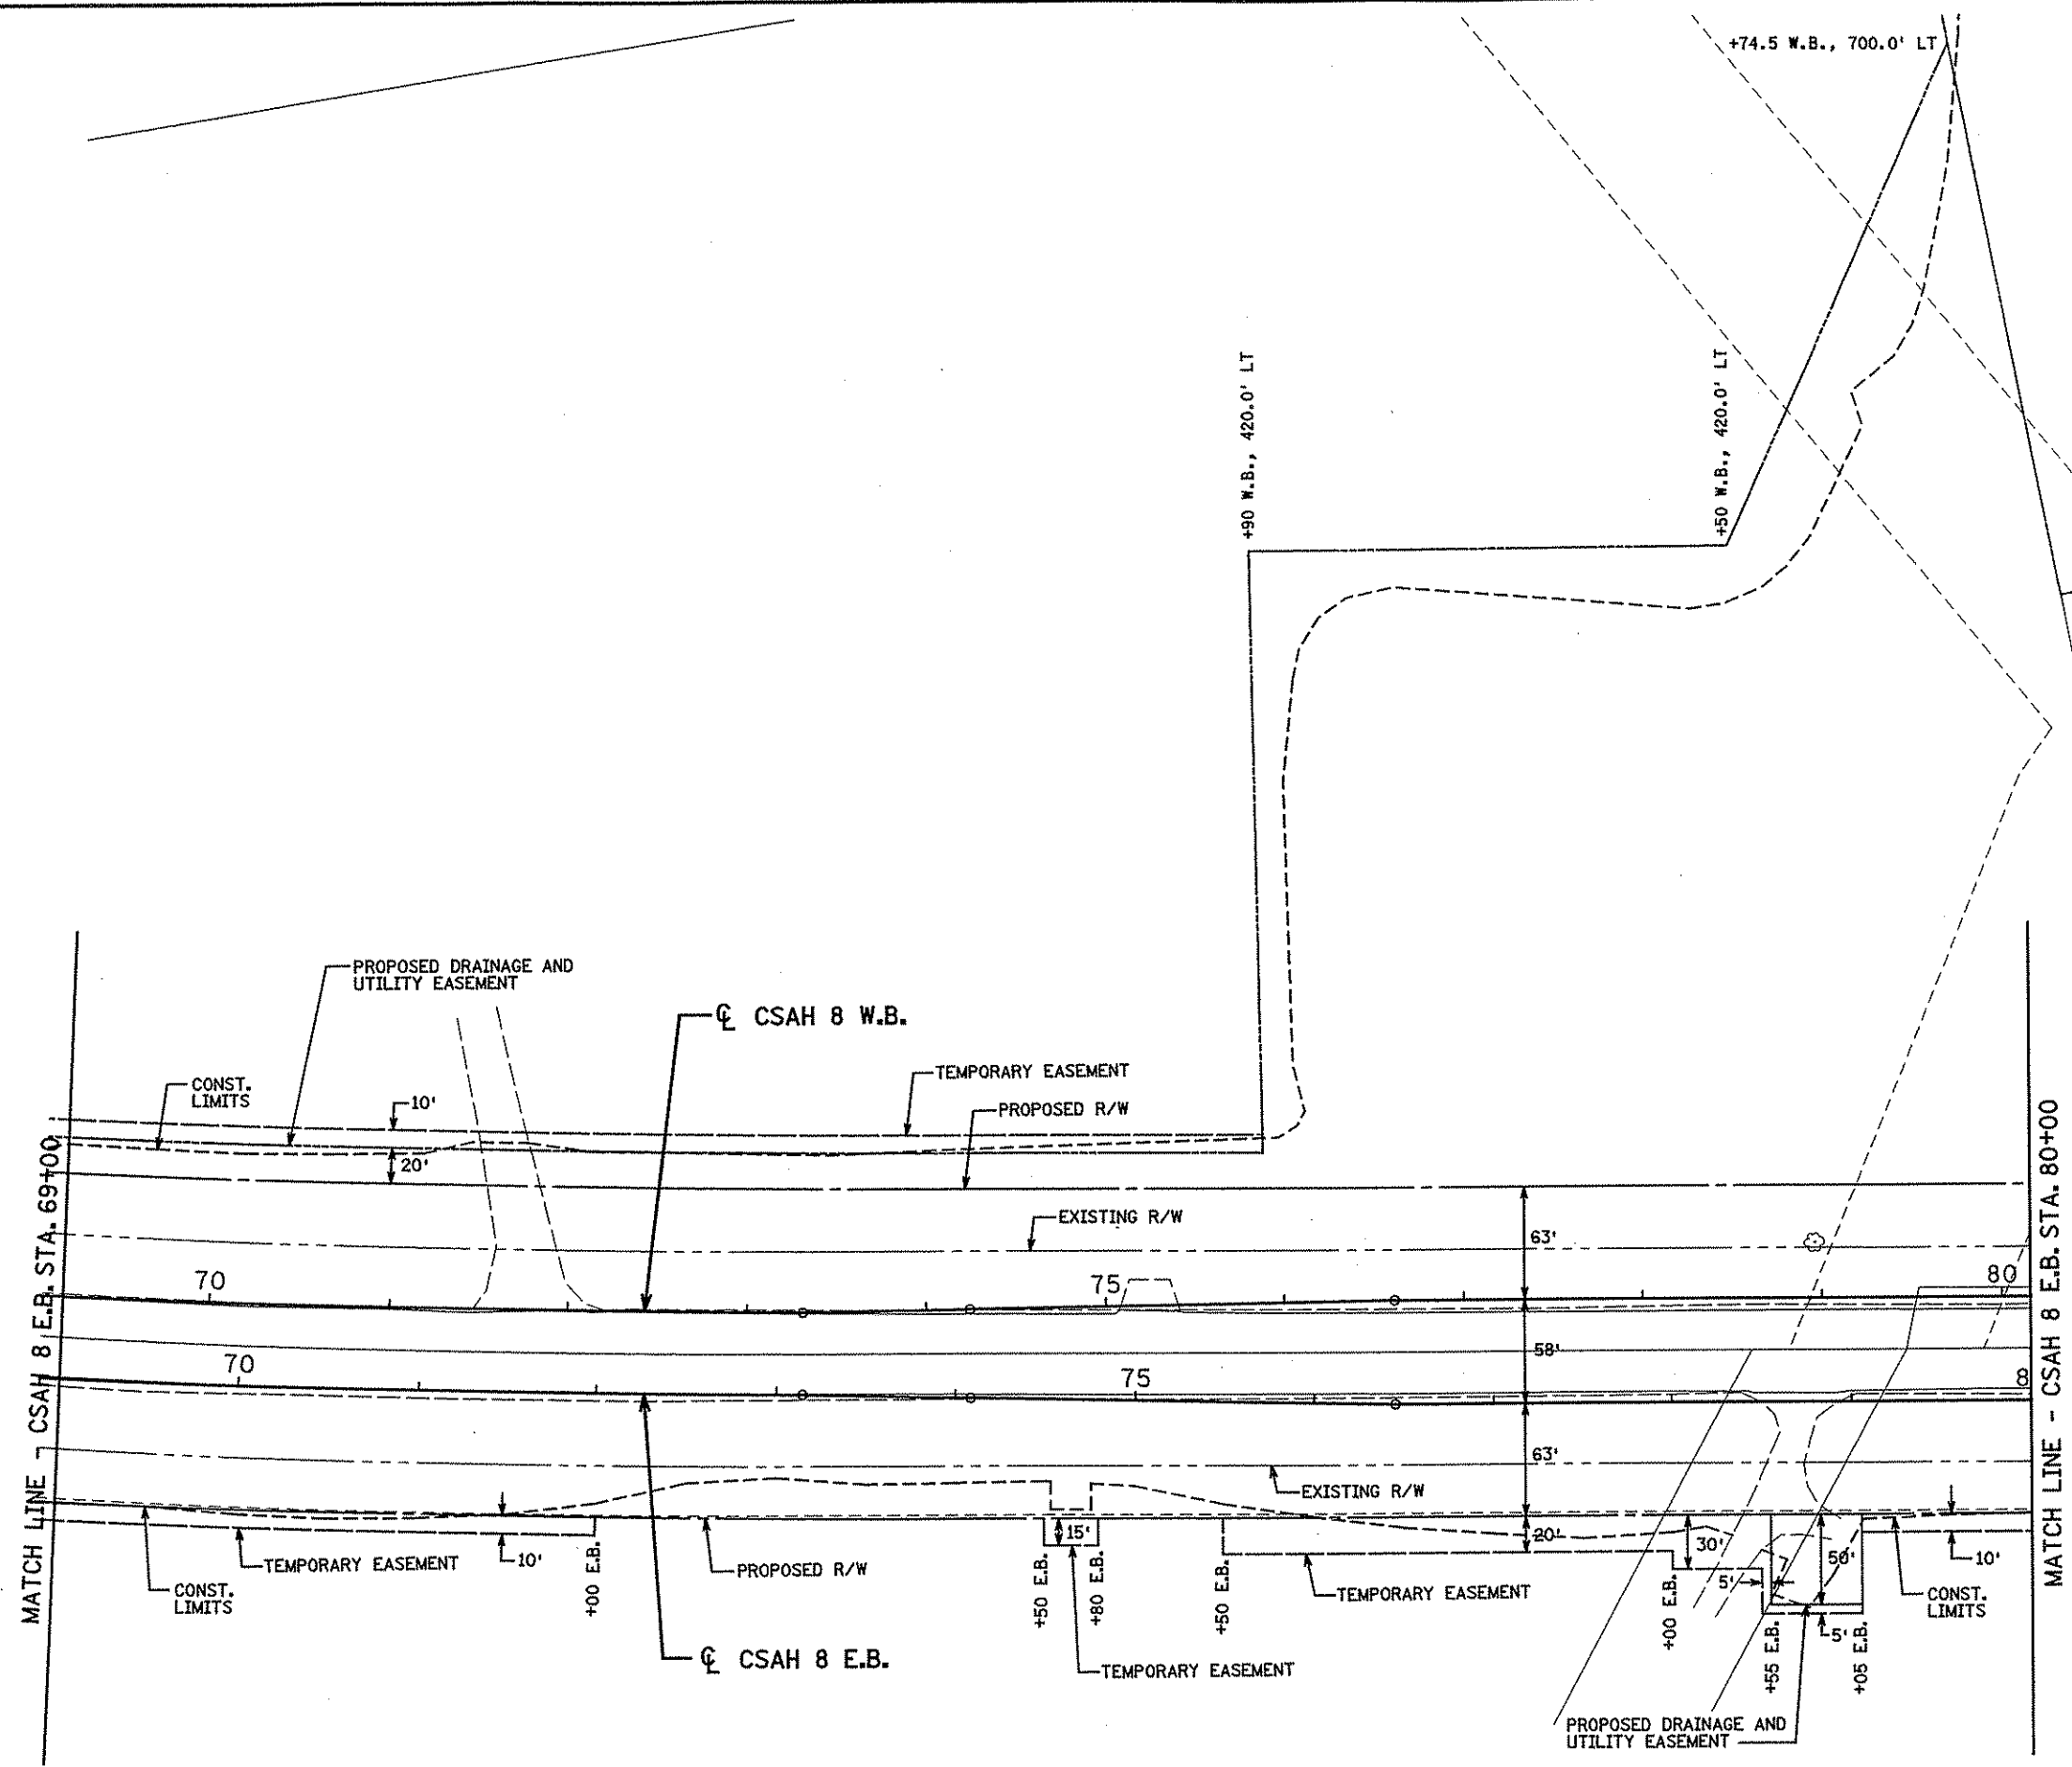 +74.5 W.B., 700.0' LT
+90 W.B., 420.0' LT
+50 W.B., 420.0' LT
PROPOSED DRAINAGE AND
UTILITY EASEMENT
℄ CSAH 8 W.B.
CONST.
LIMITS
10'
TEMPORARY EASEMENT
PROPOSED R/W
20'
EXISTING R/W
63'
70
75
80
58'
70
75
8
63'
EXISTING R/W
MATCH LINE - CSAH 8 E.B. STA. 69+00
MATCH LINE - CSAH 8 E.B. STA. 80+00
CONST.
LIMITS
TEMPORARY EASEMENT
10'
+00 E.B.
PROPOSED R/W
15'
+50 E.B.
+80 E.B.
TEMPORARY EASEMENT
+50 E.B.
20'
TEMPORARY EASEMENT
30'
+00 E.B.
5'
50'
+55 E.B.
5'
+05 E.B.
10'
CONST.
LIMITS
℄ CSAH 8 E.B.
PROPOSED DRAINAGE AND
UTILITY EASEMENT